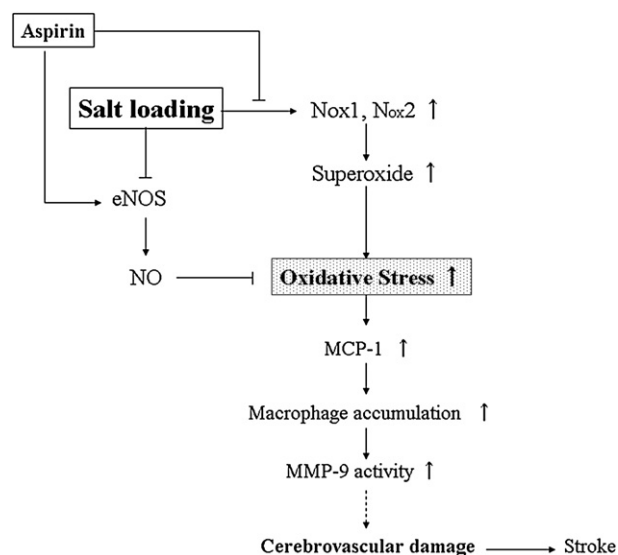 Aspirin
Salt loading
Nox1, Nox2 ↑
Superoxide ↑
eNOS
NO
Oxidative Stress ↑
MCP-1 ↑
Macrophage accumulation ↑
MMP-9 activity ↑
Cerebrovascular damage
Stroke